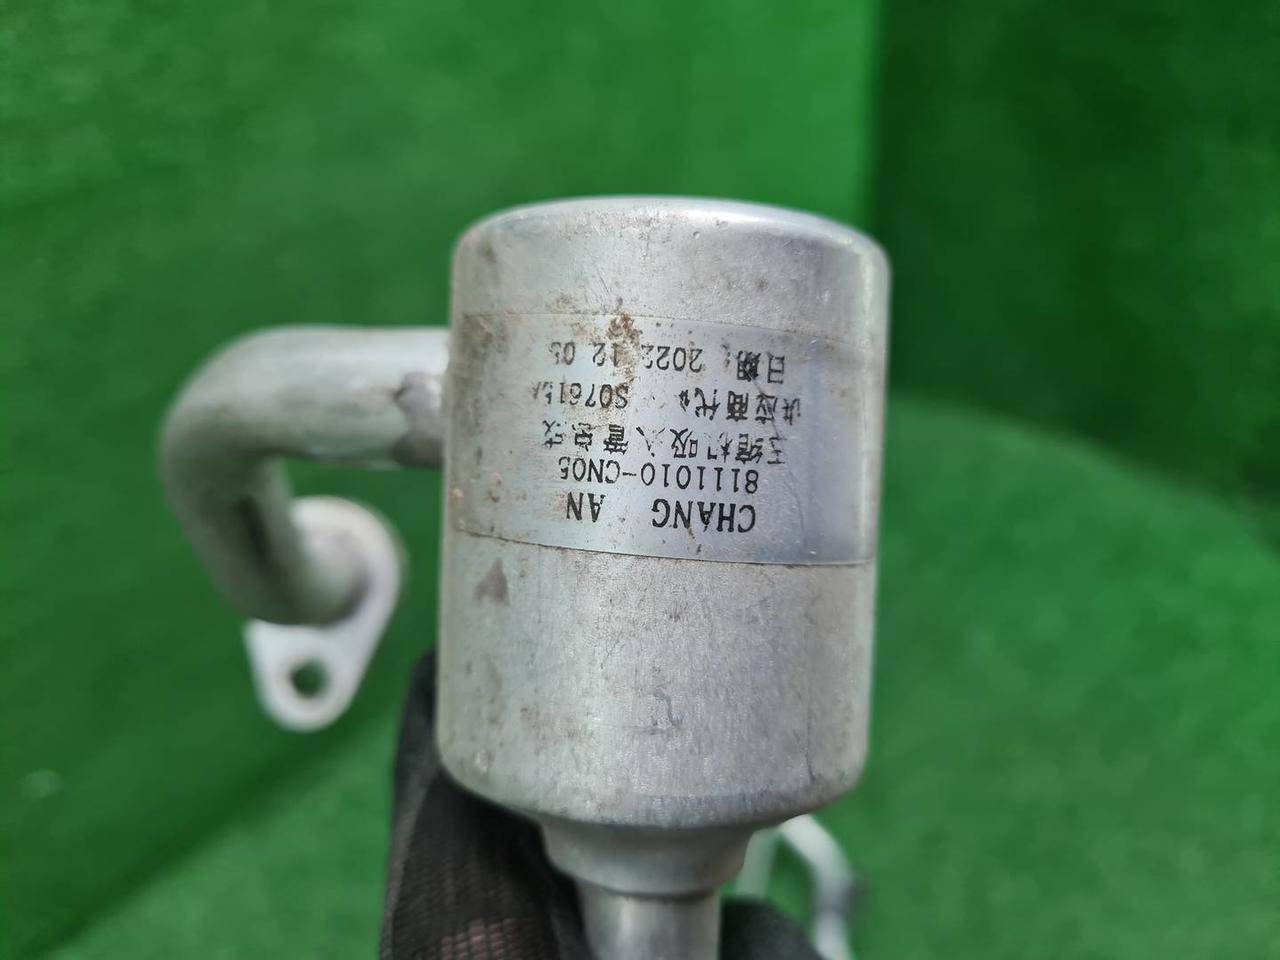 CHANG AN
8111010-CN05
压缩机吸入管总成
供应商代 S07615A
日期: 2022 12 05